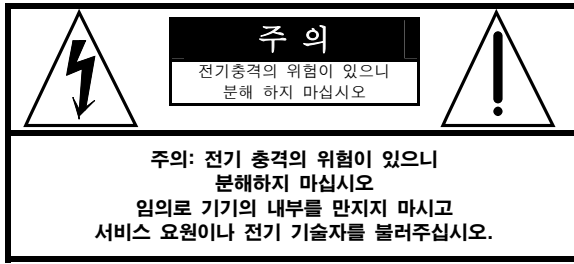 주 의
전기충격의 위험이 있으니
분해 하지 마십시오
주의: 전기 충격의 위험이 있으니
분해하지 마십시오
임의로 기기의 내부를 만지지 마시고
서비스 요원이나 전기 기술자를 불러주십시오.